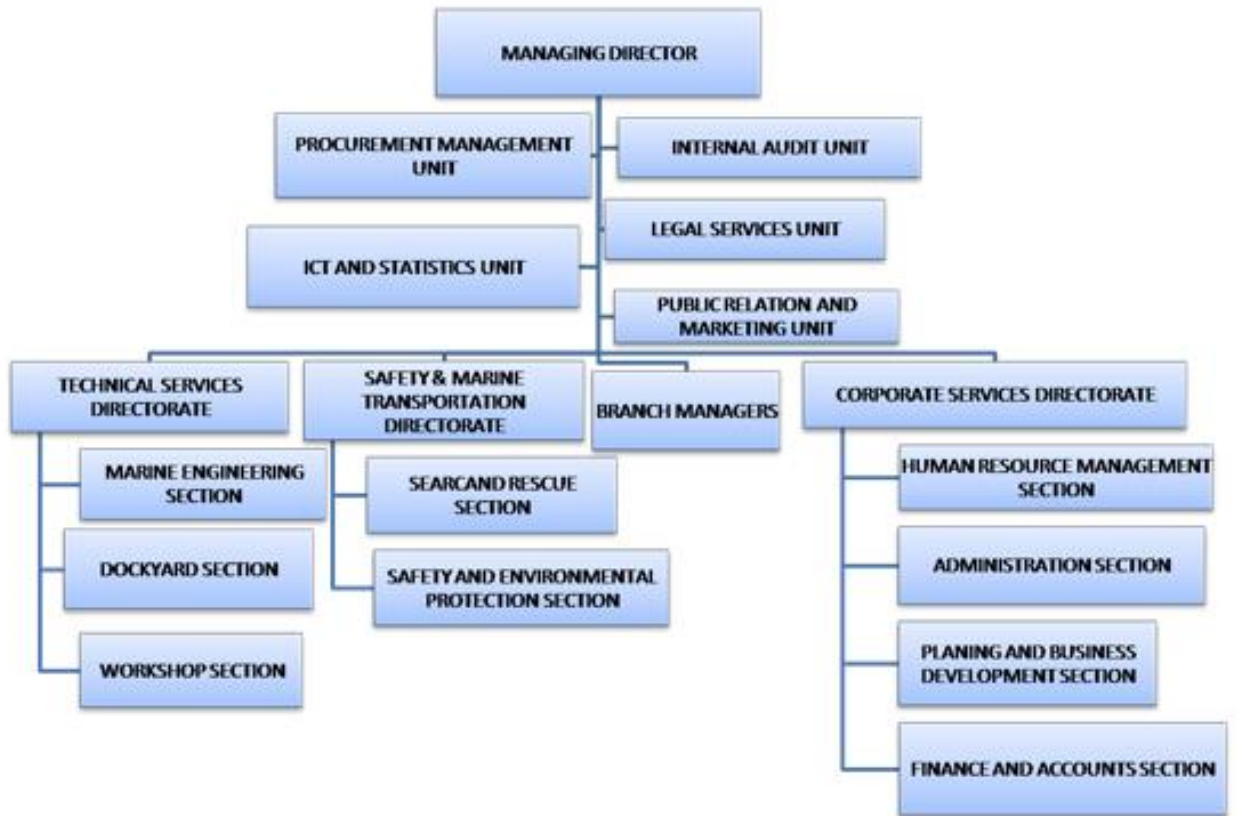 MANAGING DIRECTOR
PROCUREMENT MANAGEMENT
UNIT
INTERNAL AUDIT UNIT
LEGAL SERVICES UNIT
ICT AND STATISTICS UNIT
PUBLIC RELATION AND
MARKETING UNIT
TECHNICAL SERVICES
DIRECTORATE
SAFETY & MARINE
TRANSPORTATION
DIRECTORATE
BRANCH MANAGERS
CORPORATE SERVICES DIRECTORATE
MARINE ENGINEERING
SECTION
DOCKYARD SECTION
WORKSHOP SECTION
SEARCAND RESCUE
SECTION
SAFETY AND ENVIRONMENTAL
PROTECTION SECTION
HUMAN RESOURCE MANAGEMENT
SECTION
ADMINISTRATION SECTION
PLANING AND BUSINESS
DEVELOPMENT SECTION
FINANCE AND ACCOUNTS SECTION